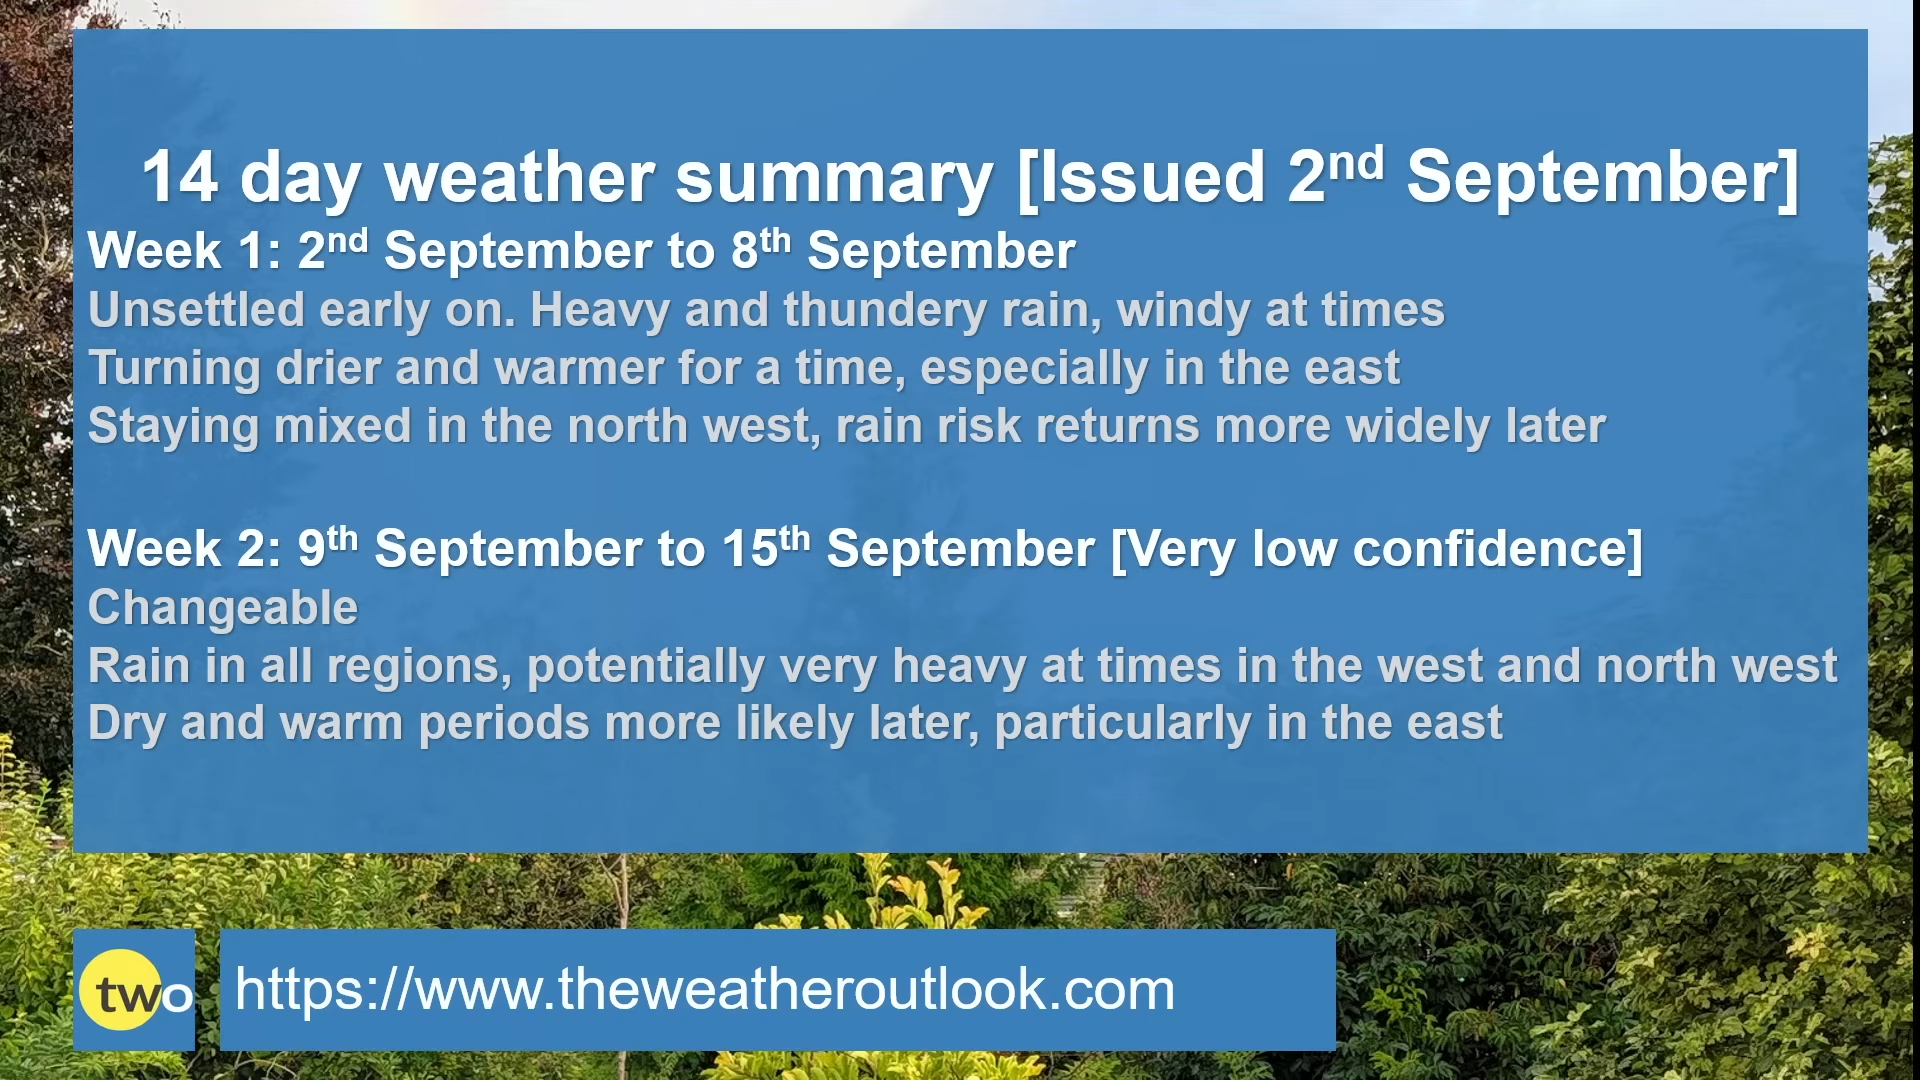 14 day weather summary [Issued 2nd September]
Week 1: 2nd September to 8th September
Unsettled early on. Heavy and thundery rain, windy at times
Turning drier and warmer for a time, especially in the east
Staying mixed in the north west, rain risk returns more widely later
Week 2: 9th September to 15th September [Very low confidence]
Changeable
Rain in all regions, potentially very heavy at times in the west and north west
Dry and warm periods more likely later, particularly in the east
two
https://www.theweatheroutlook.com